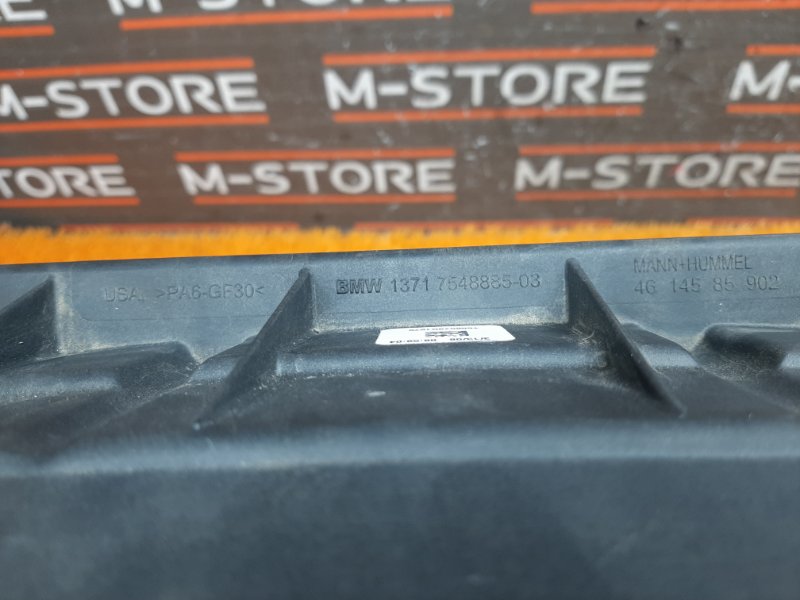 M-STORE M-STORE M-STORE
M-STORE M-STORE M-STORE
USA >PA6-GF30< BMW 1371 7548885-03 MANN+HUMMEL
46 145 85 902